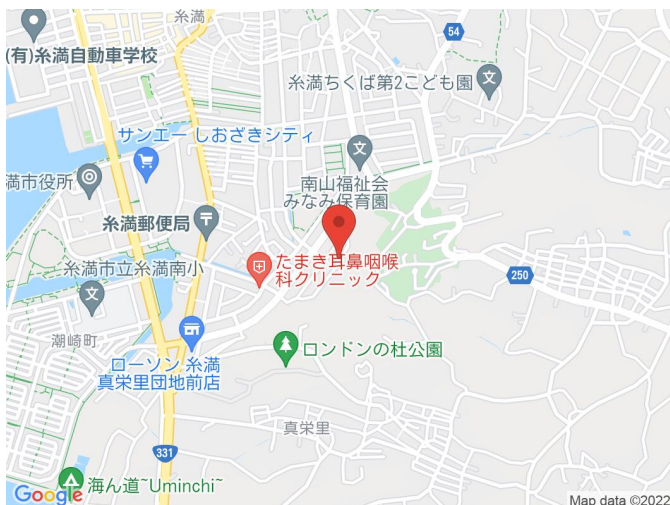 糸満
(有)糸満自動車学校
54
糸満ちくば第2こども園
サンエー しおざきシティ
満市役所
南山福祉会
みなみ保育園
糸満郵便局
糸満市立糸満南小
たまき耳鼻咽喉
科クリニック
250
潮崎町
ローソン 糸満
真栄里団地前店
ロンドンの杜公園
真栄里
331
海ん道~Uminchi~
Google
Map data ©2022